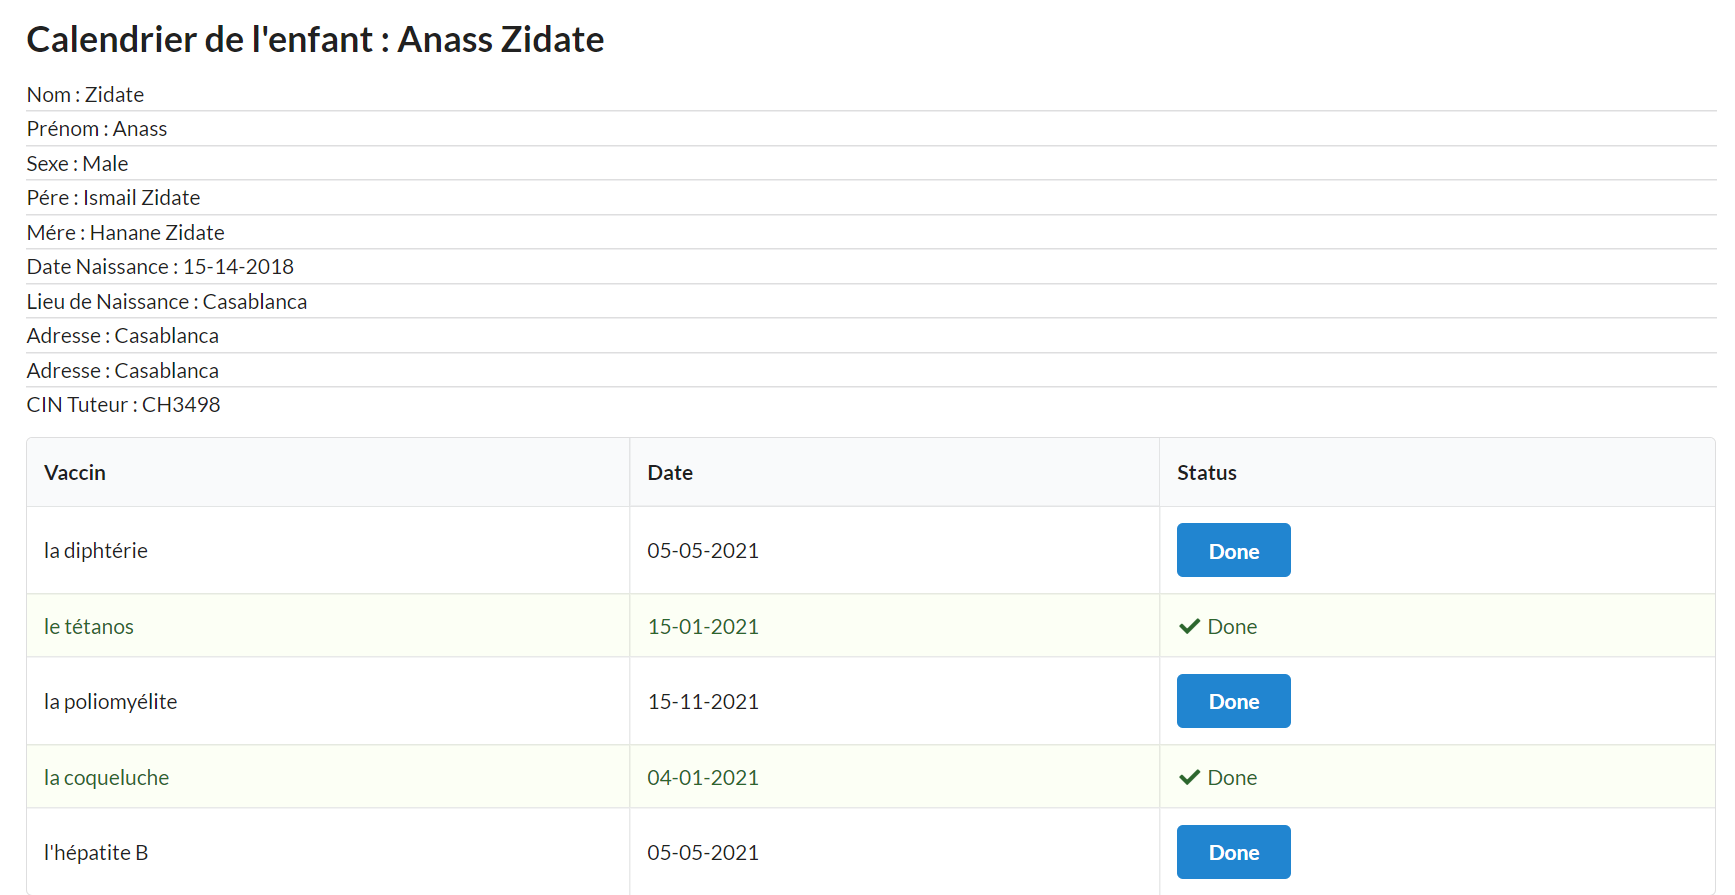 Calendrier de l'enfant : Anass Zidate
Nom : Zidate
Prénom : Anass
Sexe : Male
Pére : Ismail Zidate
Mére : Hanane Zidate
Date Naissance : 15-14-2018
Lieu de Naissance : Casablanca
Adresse : Casablanca
Adresse : Casablanca
CIN Tuteur : CH3498
Vaccin Date Status
la diphtérie 05-05-2021 Done
le tétanos 15-01-2021 Done
la poliomyélite 15-11-2021 Done
la coqueluche 04-01-2021 Done
l'hépatite B 05-05-2021 Done